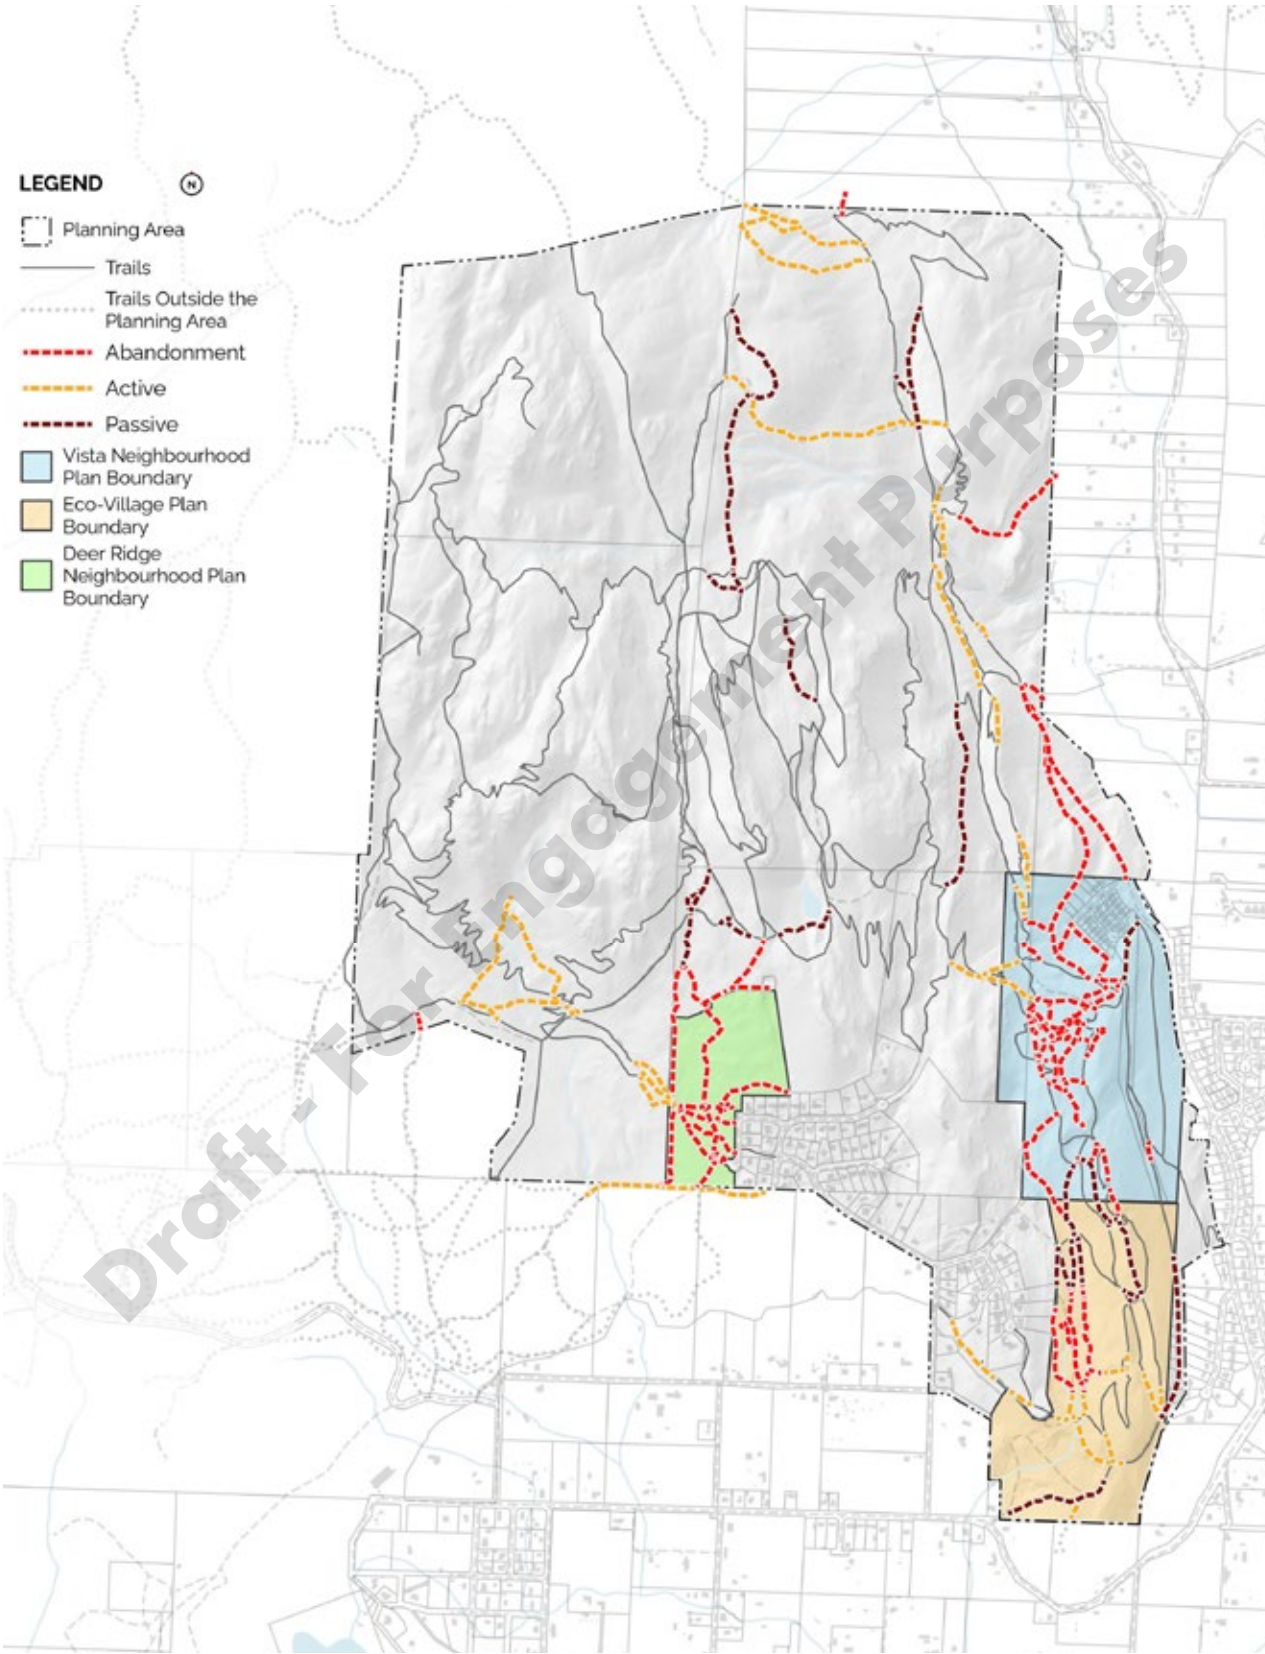 LEGEND N
Planning Area
Trails
Trails Outside the
Planning Area
Abandonment
Active
Passive
Vista Neighbourhood
Plan Boundary
Eco-Village Plan
Boundary
Deer Ridge
Neighbourhood Plan
Boundary
Draft - For Engagement Purposes